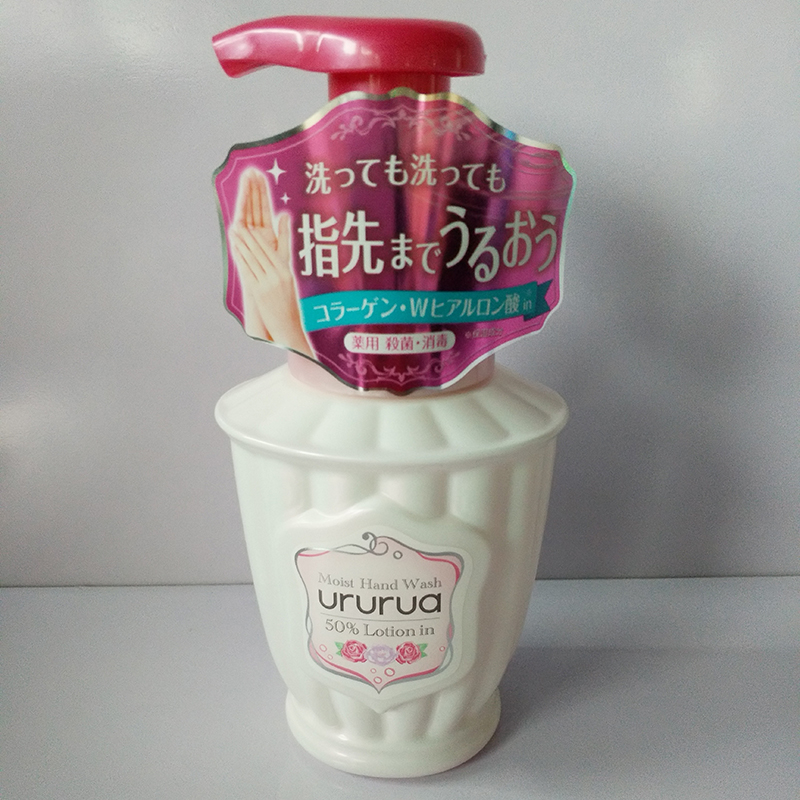 洗っても洗っても
指先までうるおう
コラーゲン・Wヒアルロン酸 in
薬用 殺菌・消毒
Moist Hand Wash
ururua
50% Lotion in